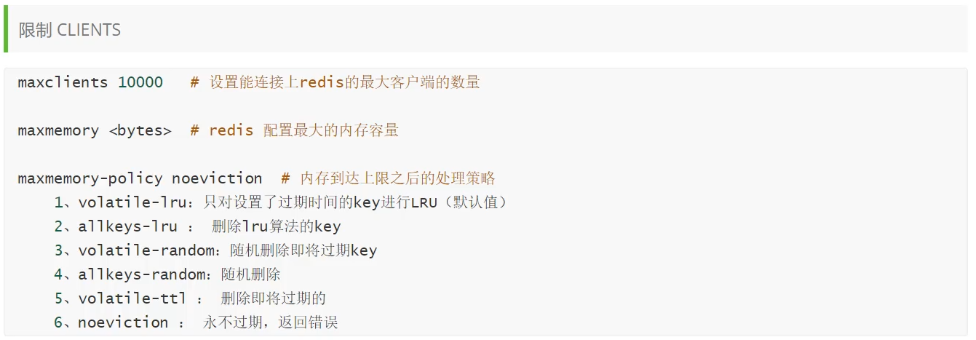 限制 CLIENTS
maxclients 10000 # 设置能连接上redis的最大客户端的数量
maxmemory <bytes> # redis 配置最大的内存容量
maxmemory-policy noeviction # 内存到达上限之后的处理策略
1、volatile-lru：只对设置了过期时间的key进行LRU（默认值）
2、allkeys-lru ： 删除lru算法的key
3、volatile-random：随机删除即将过期key
4、allkeys-random：随机删除
5、volatile-ttl ： 删除即将过期的
6、noeviction ： 永不过期，返回错误